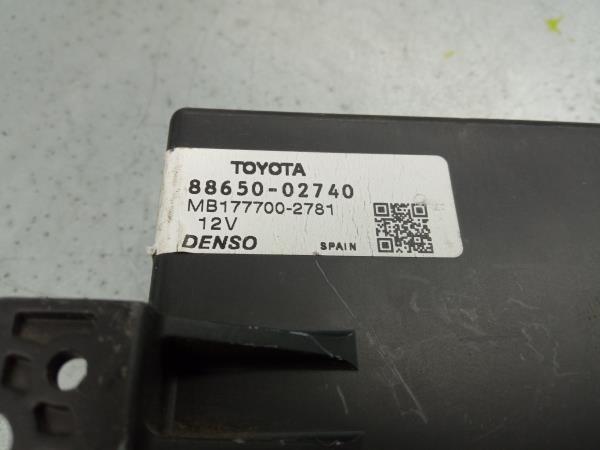 TOYOTA
88650-02740
MB177700-2781
12V
DENSO SPAIN